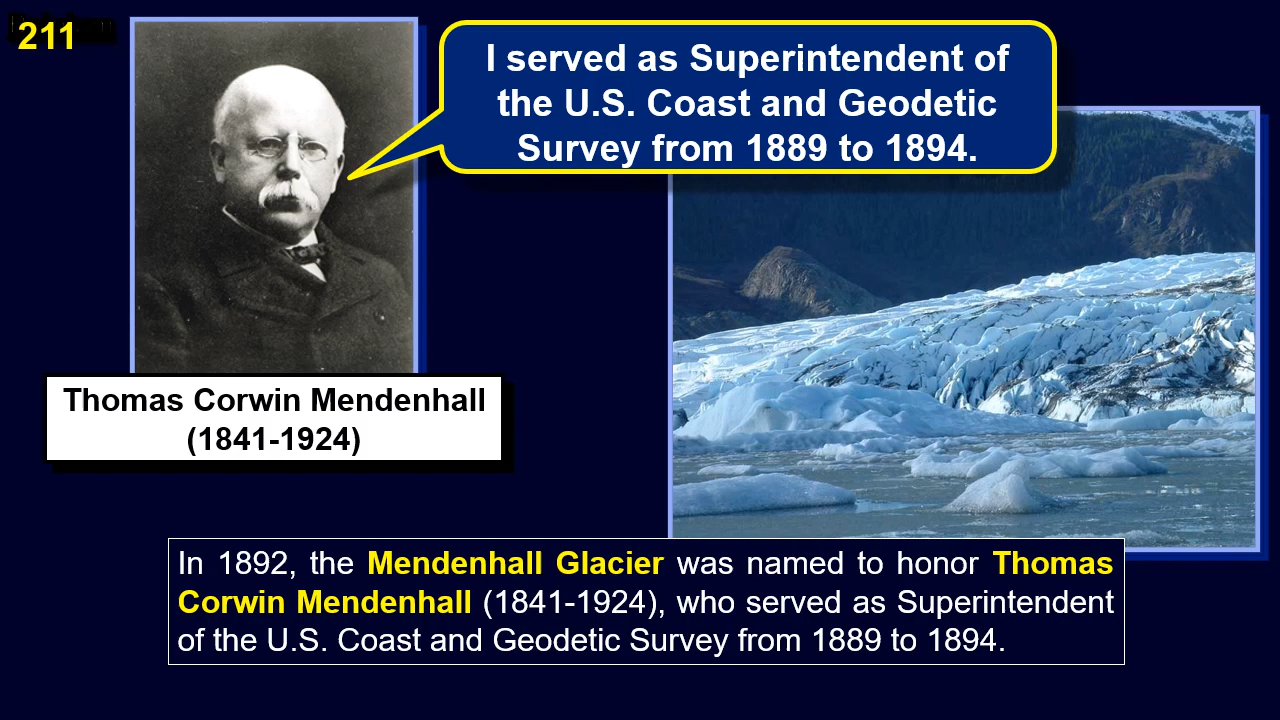 211
I served as Superintendent of
the U.S. Coast and Geodetic
Survey from 1889 to 1894.
Thomas Corwin Mendenhall
(1841-1924)
In 1892, the Mendenhall Glacier was named to honor Thomas
Corwin Mendenhall (1841-1924), who served as Superintendent
of the U.S. Coast and Geodetic Survey from 1889 to 1894.